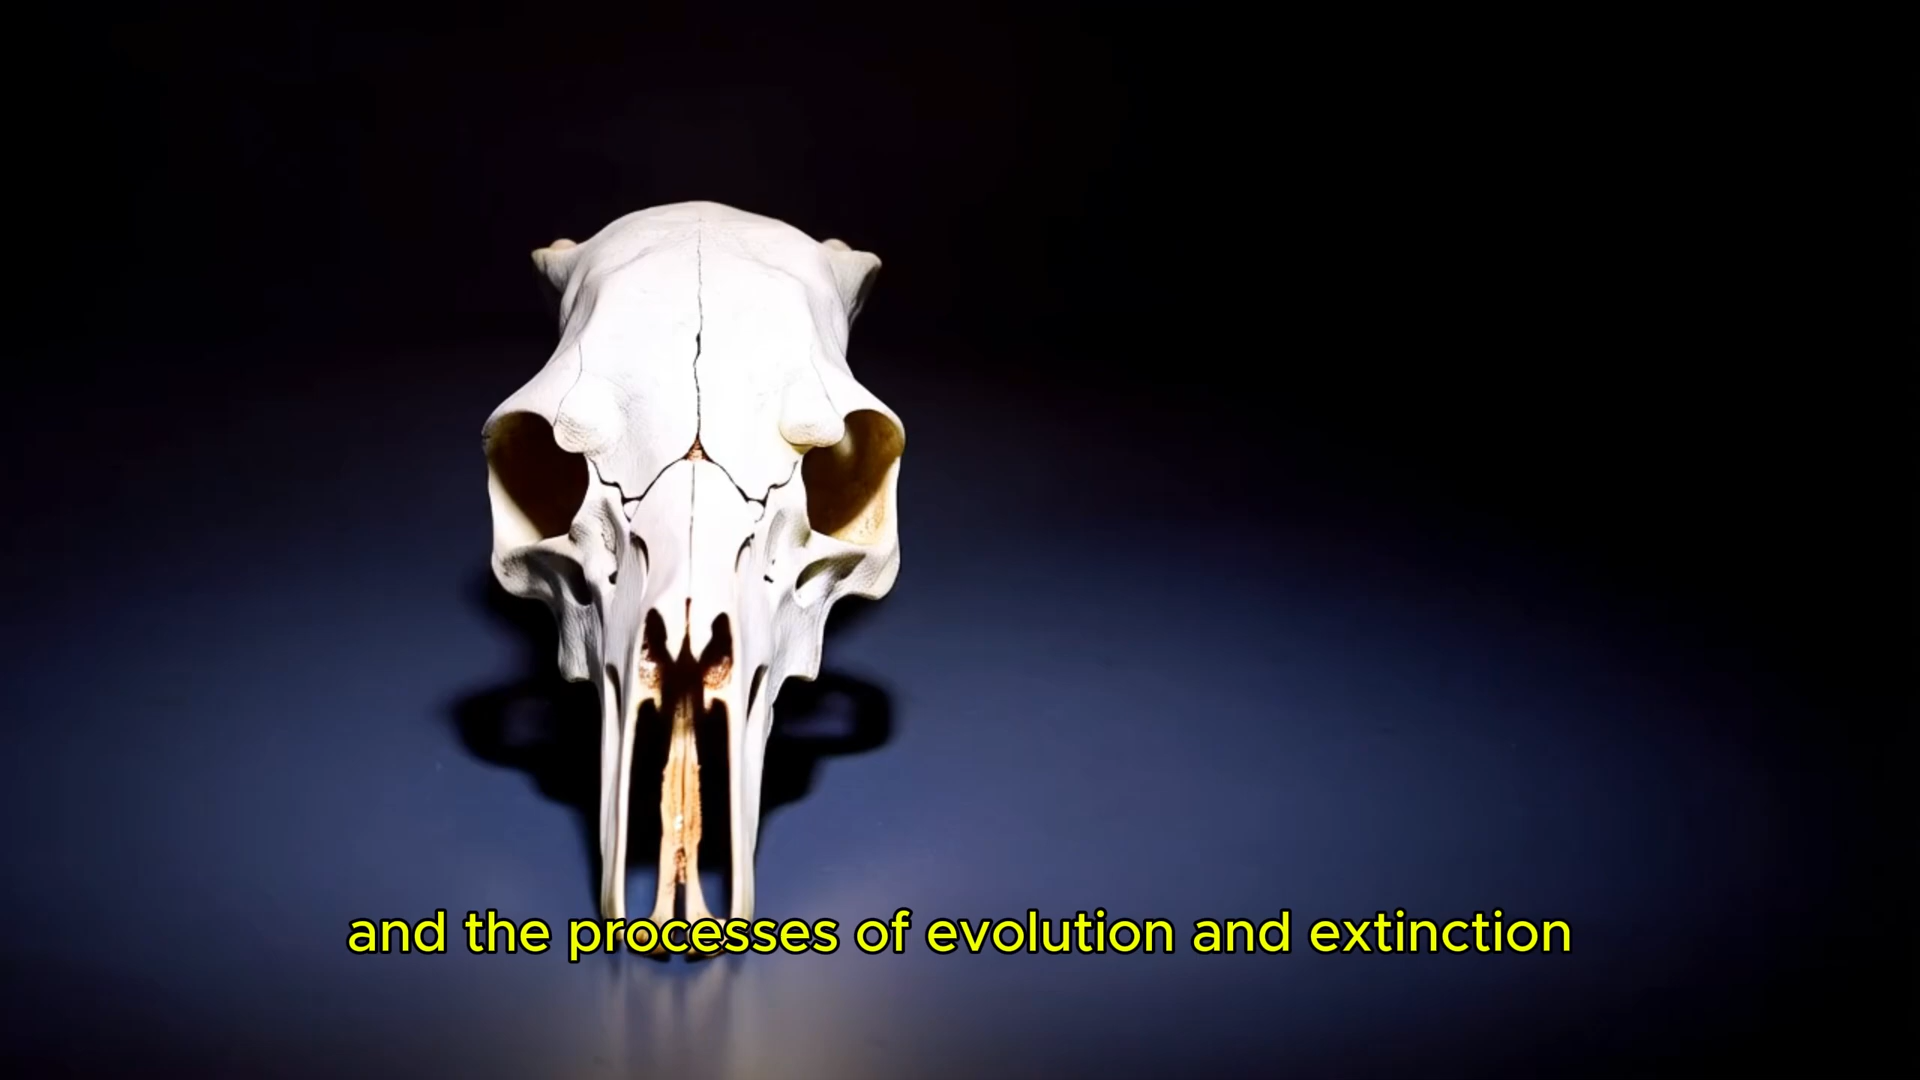 and the processes of evolution and extinction